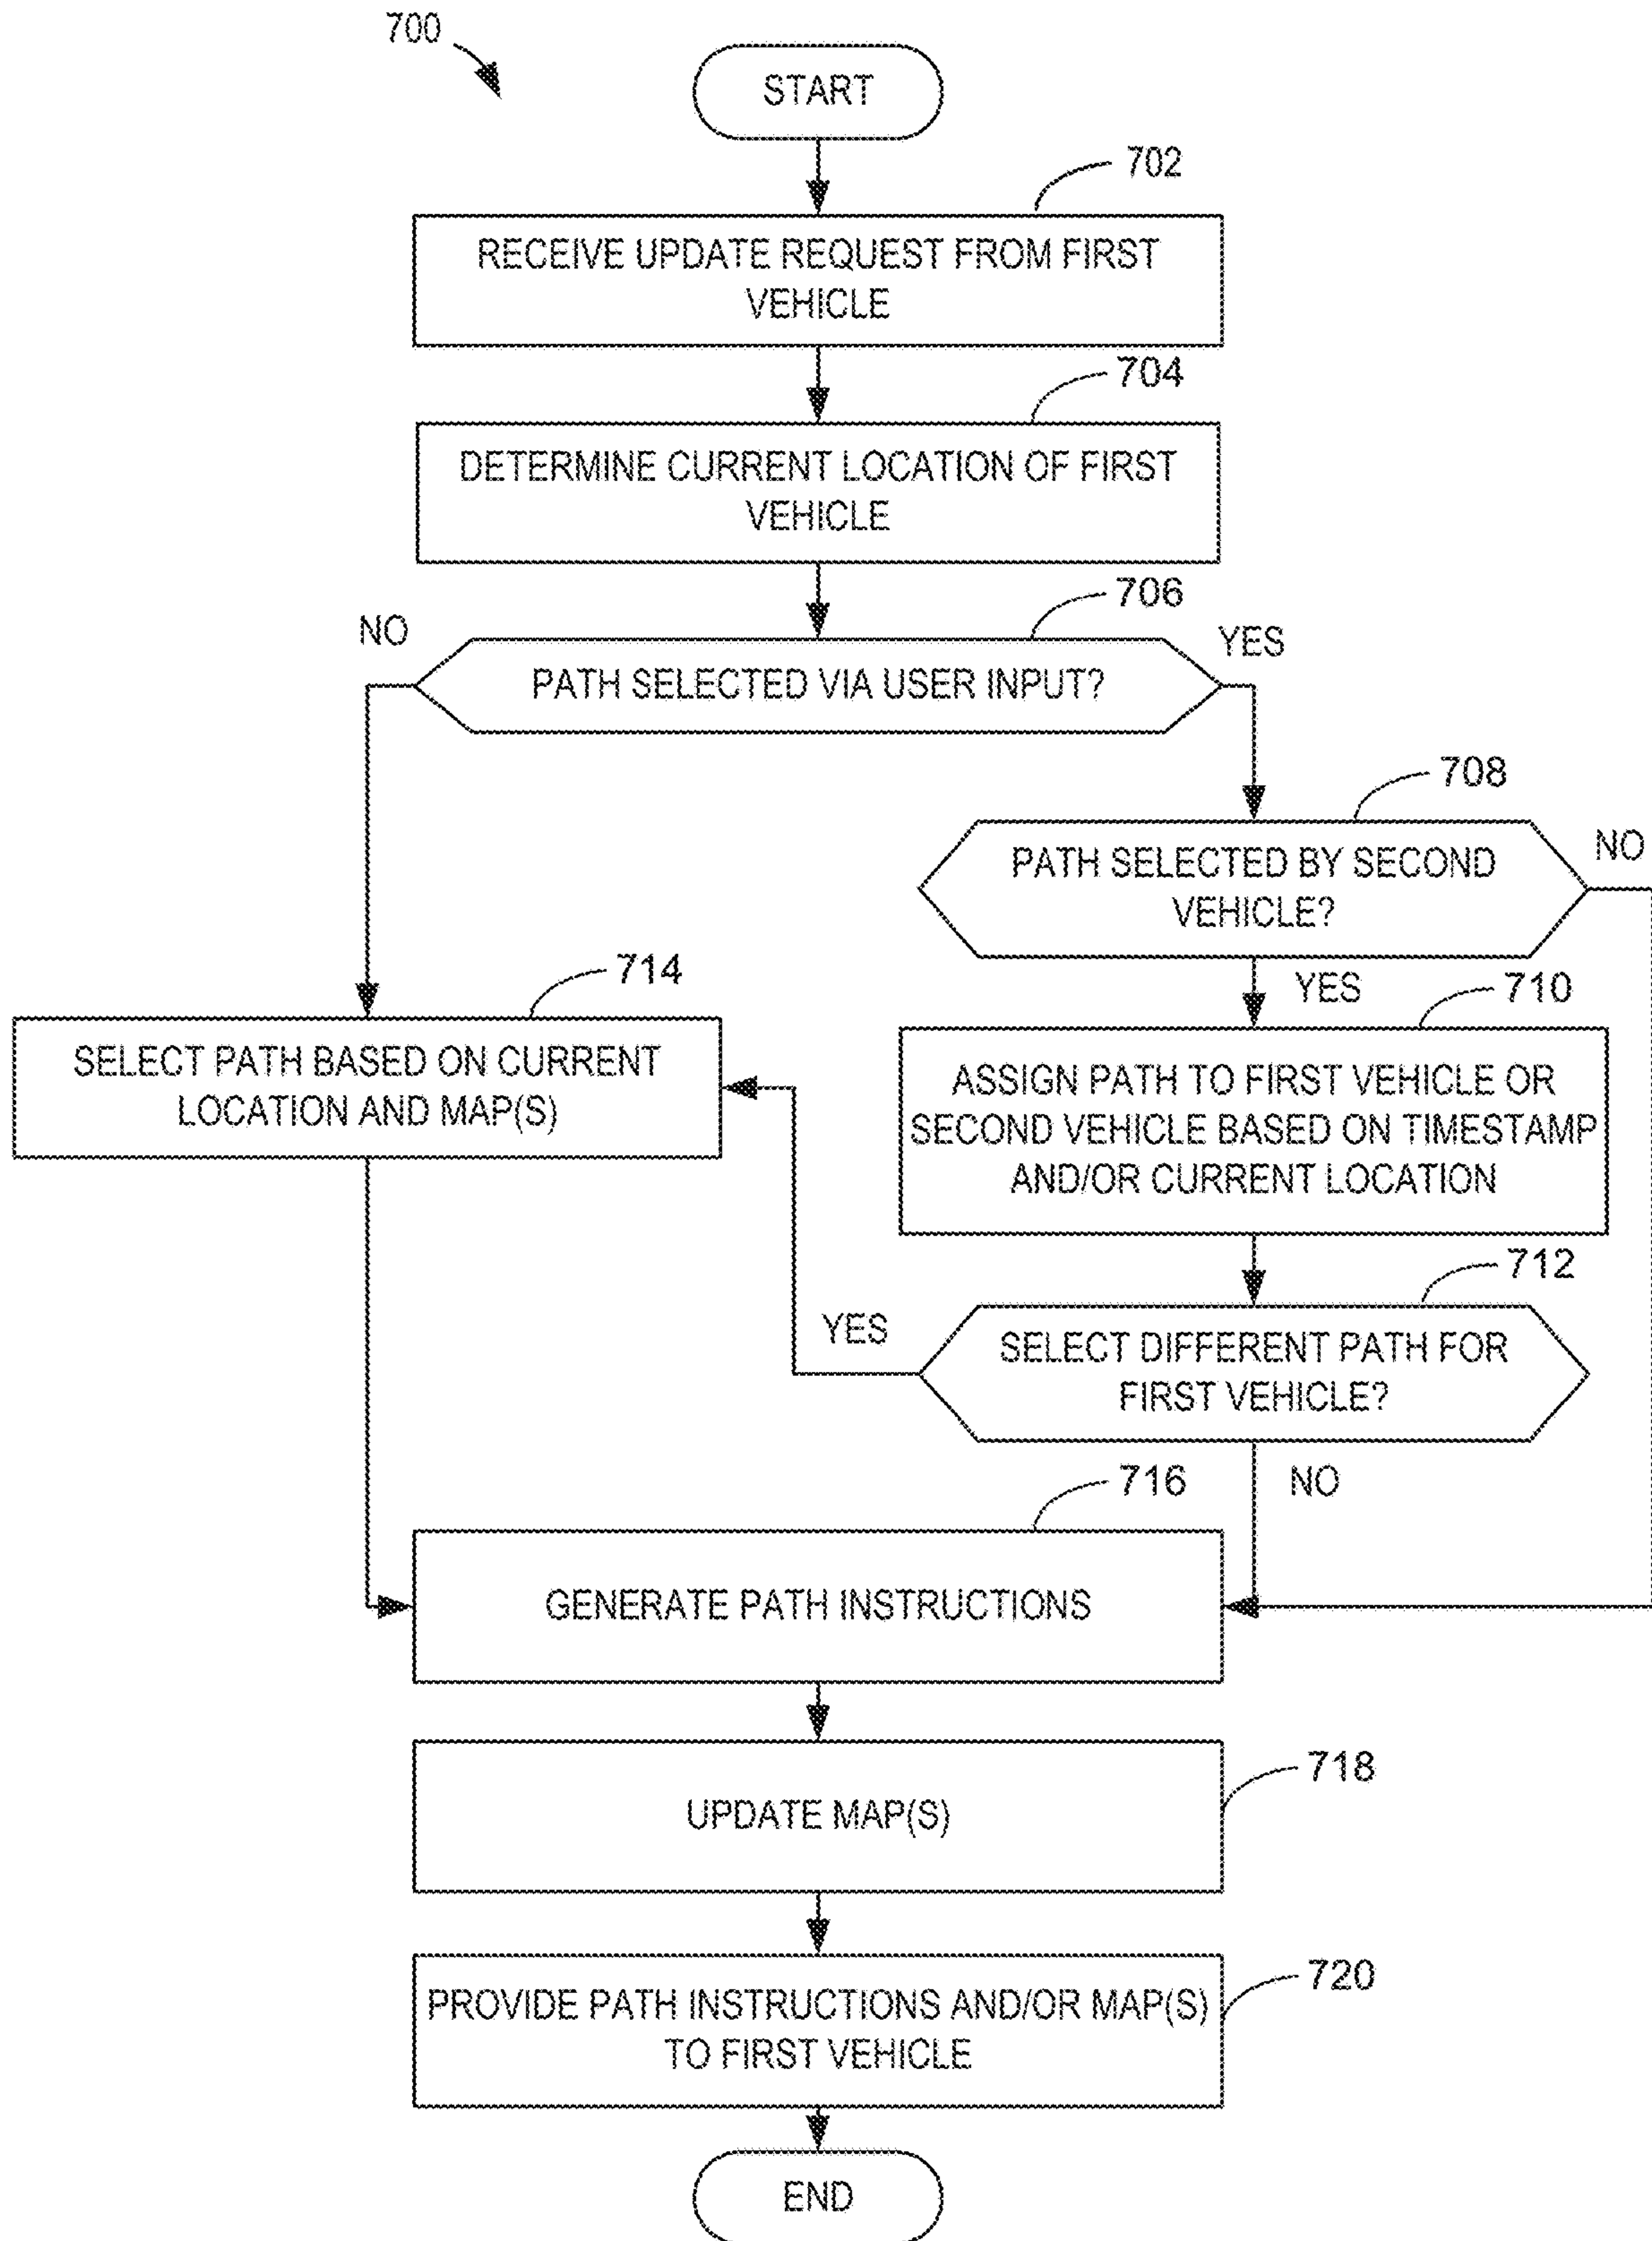 700
START
702
RECEIVE UPDATE REQUEST FROM FIRST
VEHICLE
704
DETERMINE CURRENT LOCATION OF FIRST
VEHICLE
706
NO
YES
PATH SELECTED VIA USER INPUT?
708
NO
PATH SELECTED BY SECOND
VEHICLE?
714
YES
710
SELECT PATH BASED ON CURRENT
LOCATION AND MAP(S)
ASSIGN PATH TO FIRST VEHICLE OR
SECOND VEHICLE BASED ON TIMESTAMP
AND/OR CURRENT LOCATION
712
YES
SELECT DIFFERENT PATH FOR
FIRST VEHICLE?
716
NO
GENERATE PATH INSTRUCTIONS
718
UPDATE MAP(S)
720
PROVIDE PATH INSTRUCTIONS AND/OR MAP(S)
TO FIRST VEHICLE
END